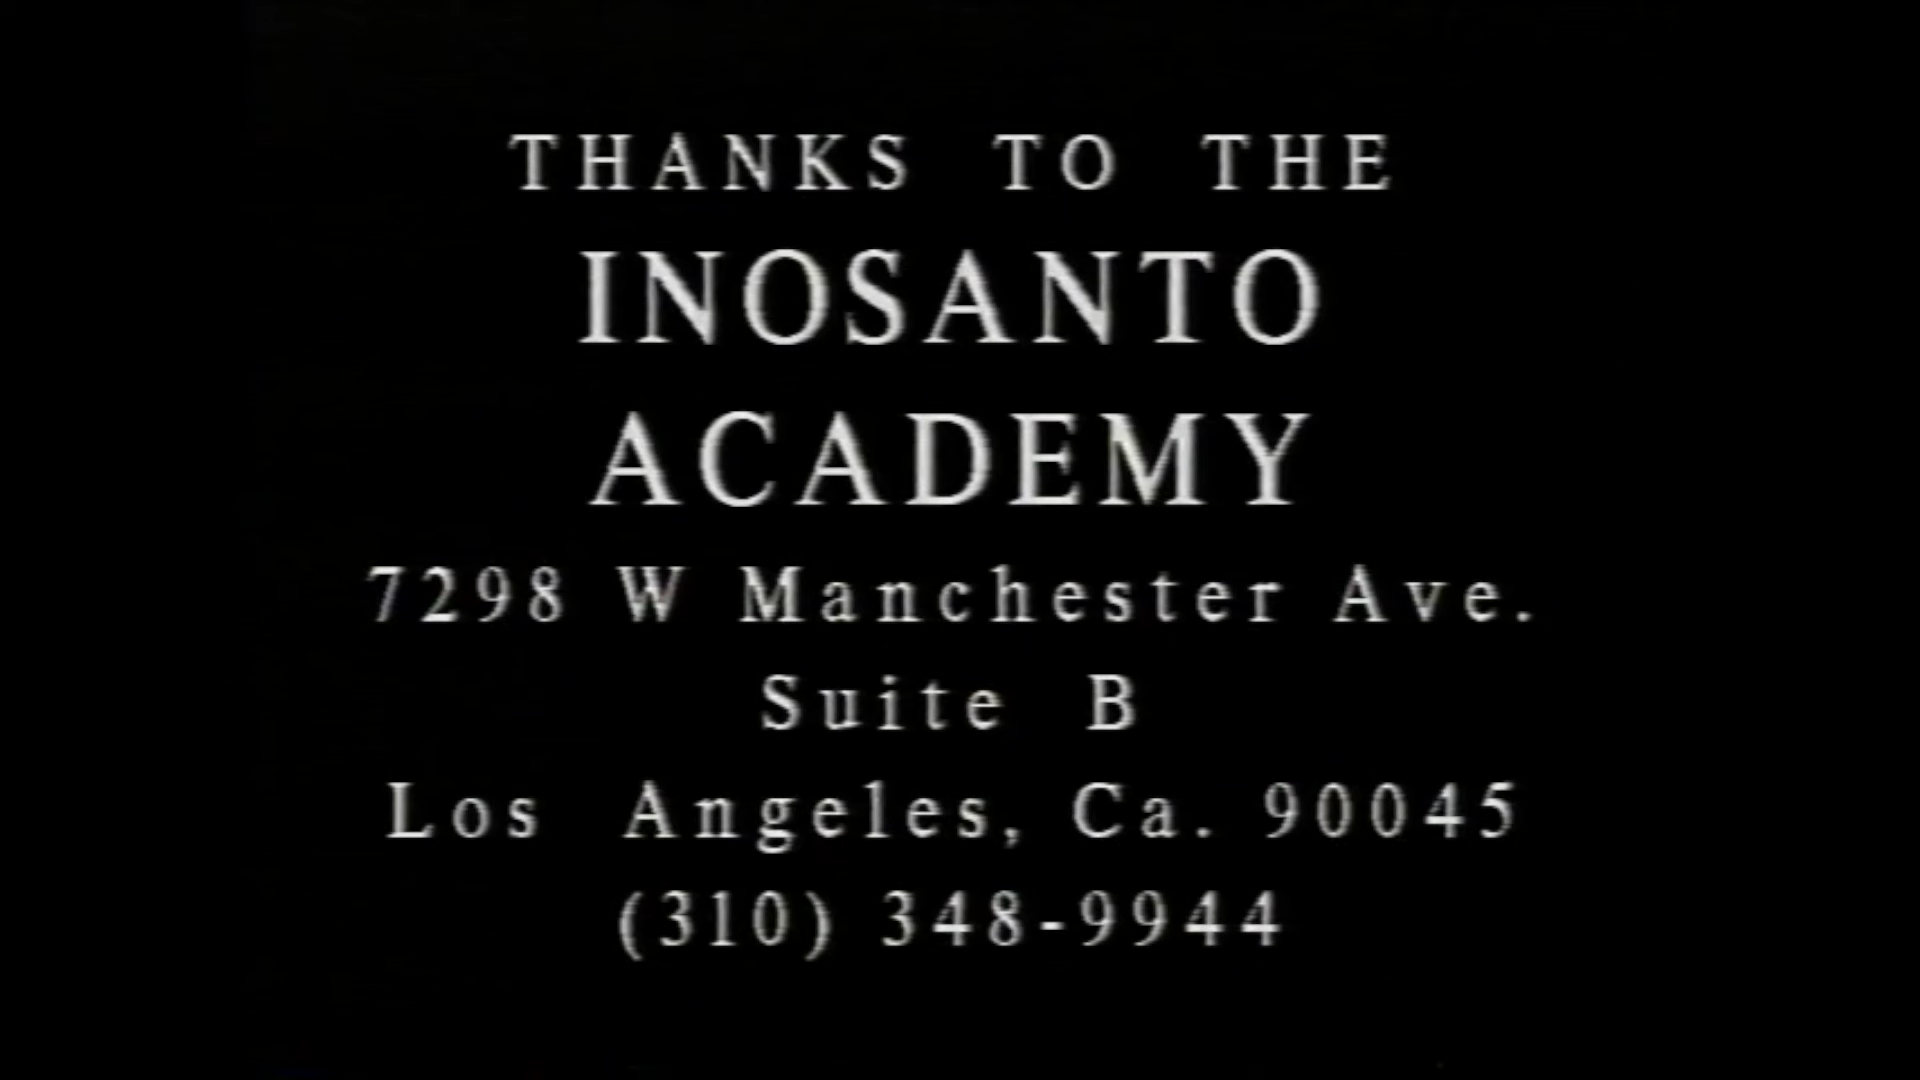 THANKS TO THE
INOSANTO
ACADEMY
7298 W Manchester Ave.
Suite B
Los Angeles, Ca. 90045
(310) 348-9944